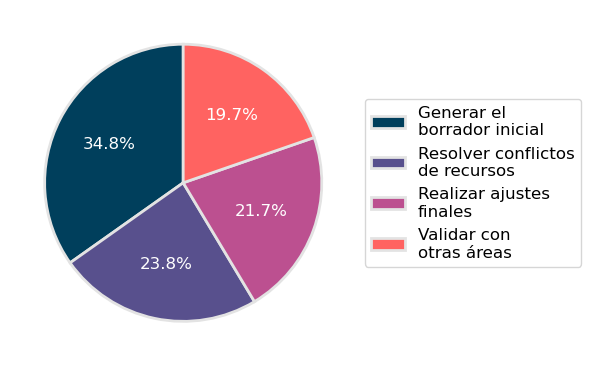 19.7%
34.8%
21.7%
23.8%
Generar el
borrador inicial
Resolver conflictos
de recursos
Realizar ajustes
finales
Validar con
otras áreas